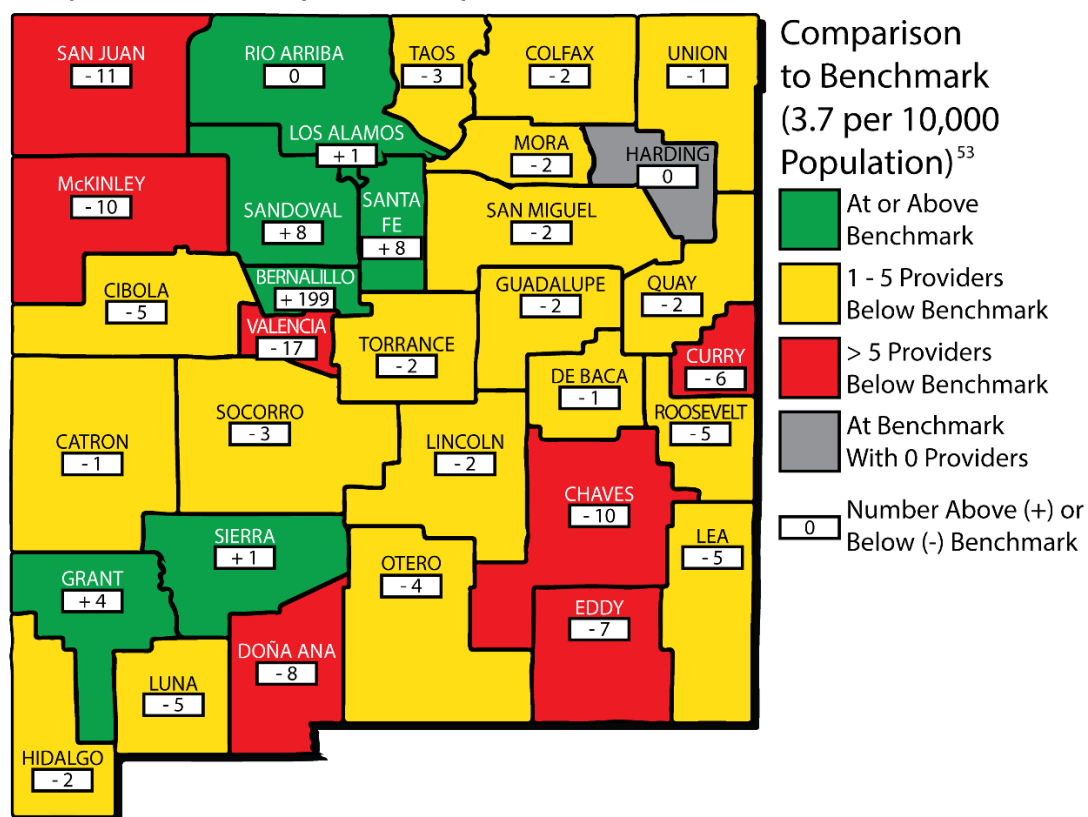 SAN JUAN
- 11
RIO ARRIBA
0
TAOS
- 3
COLFAX
- 2
UNION
- 1
LOS ALAMOS
+ 1
MORA
- 2
HARDING
0
McKINLEY
- 10
SANDOVAL
+ 8
SANTA
FE
+ 8
SAN MIGUEL
- 2
CIBOLA
- 5
BERNALILLO
+ 199
GUADALUPE
- 2
QUAY
- 2
VALENCIA
- 17
TORRANCE
- 2
CURRY
- 6
DE BACA
- 1
ROOSEVELT
- 5
CATRON
- 1
SOCORRO
- 3
LINCOLN
- 2
CHAVES
- 10
LEA
- 5
SIERRA
+ 1
GRANT
+ 4
OTERO
- 4
EDDY
- 7
DOÑA ANA
- 8
LUNA
- 5
HIDALGO
- 2
Comparison
to Benchmark
(3.7 per 10,000
Population)⁵³
At or Above
Benchmark
1 - 5 Providers
Below Benchmark
> 5 Providers
Below Benchmark
At Benchmark
With 0 Providers
0
Number Above (+) or
Below (-) Benchmark